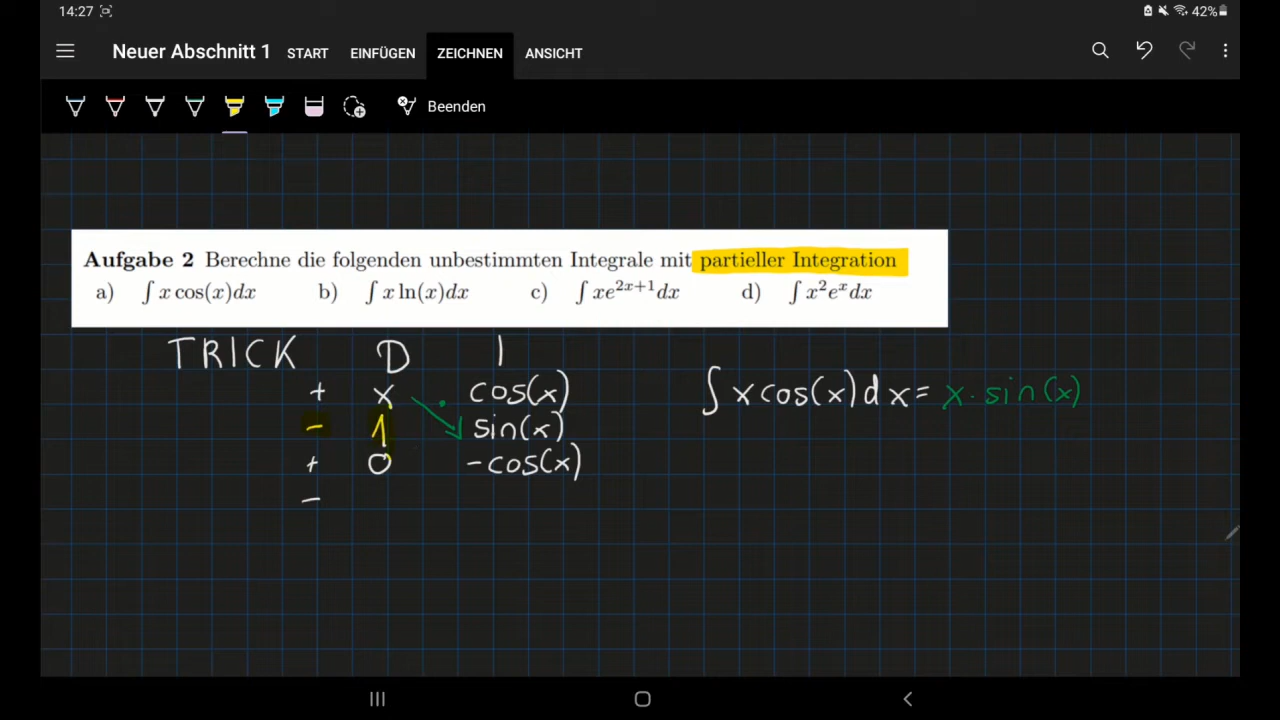 14:27 42%
Neuer Abschnitt 1 START EINFÜGEN ZEICHNEN ANSICHT
Beenden
Aufgabe 2 Berechne die folgenden unbestimmten Integrale mit partieller Integration
a) ∫ x cos(x)dx b) ∫ x ln(x)dx c) ∫ xe^{2x+1}dx d) ∫ x²eˣdx
TRICK D I
+ x cos(x) ∫ x cos(x) dx = x · sin(x)
- 1 sin(x)
+ 0 -cos(x)
-